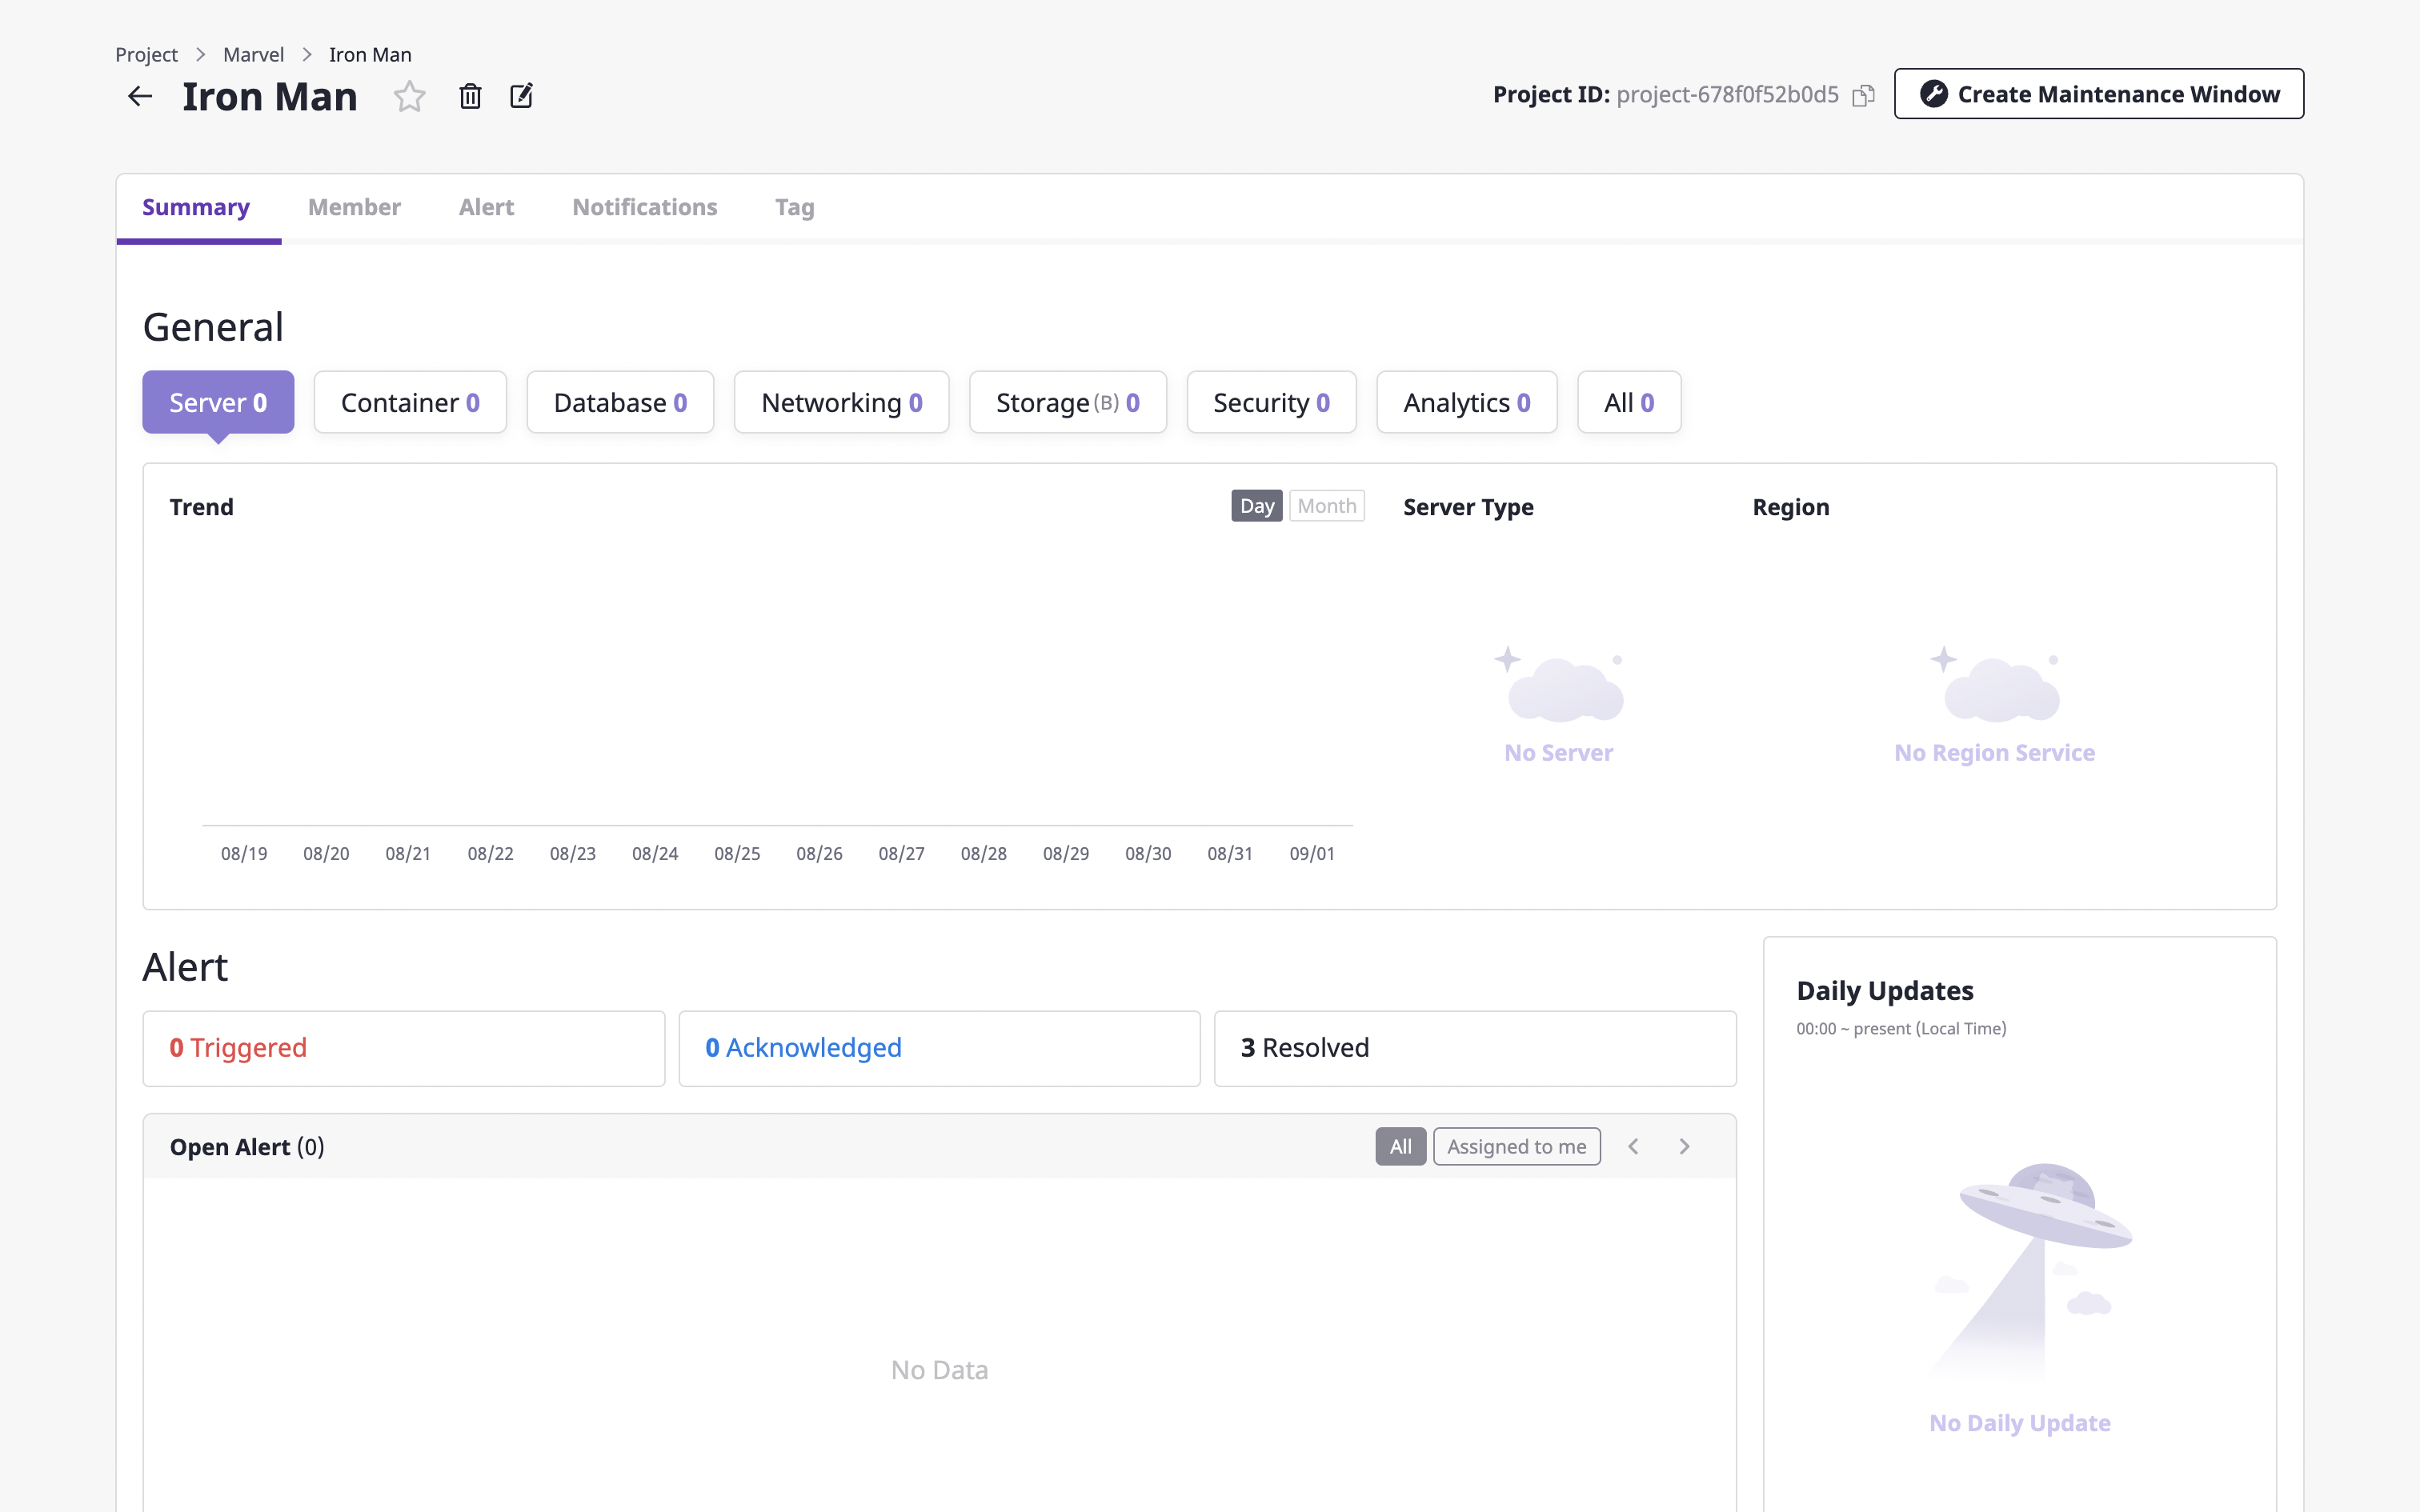 Project > Marvel > Iron Man
Iron Man
Project ID: project-678f0f52b0d5
Create Maintenance Window
Summary Member Alert Notifications Tag
General
Server 0 Container 0 Database 0 Networking 0 Storage (B) 0 Security 0 Analytics 0 All 0
Trend
Day Month
Server Type
Region
No Server
No Region Service
08/19 08/20 08/21 08/22 08/23 08/24 08/25 08/26 08/27 08/28 08/29 08/30 08/31 09/01
Alert
0 Triggered
0 Acknowledged
3 Resolved
Open Alert (0)
All Assigned to me
No Data
Daily Updates
00:00 ~ present (Local Time)
No Daily Update